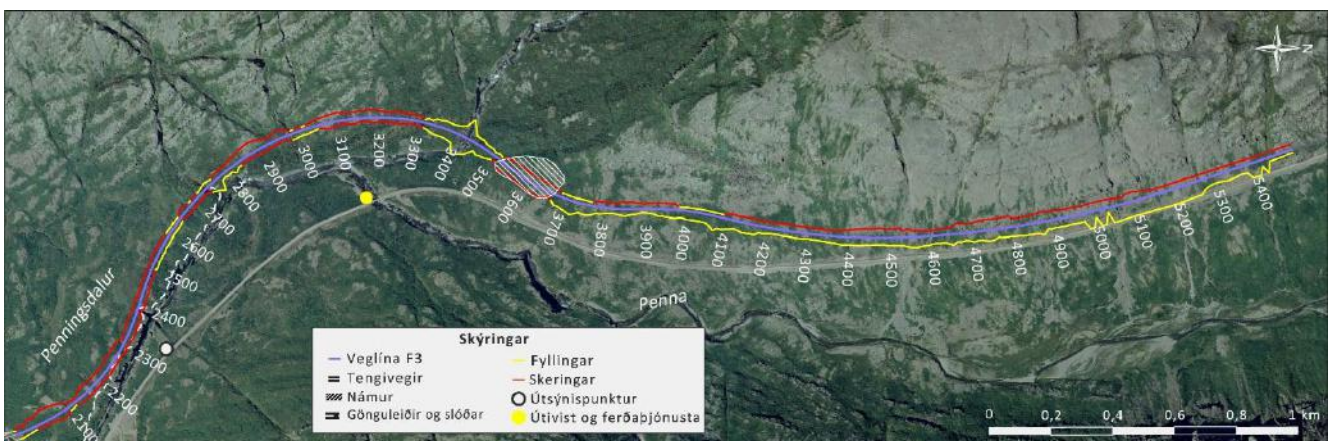 N
Penningsdalur
Penna
2100
2200
2300
2400
2500
2600
2700
2800
2900
3000
3100
3200
3300
3400
3500
3600
3700
3800
3900
4000
4100
4200
4300
4400
4500
4600
4700
4800
4900
5000
5100
5200
5300
5400
Skýringar
Veglína F3
Tengivegir
Námur
Gönguleiðir og slóðar
Fyllingar
Skeringar
Útsýnispunktur
Útivist og ferðaþjónusta
0 0,2 0,4 0,6 0,8 1 km